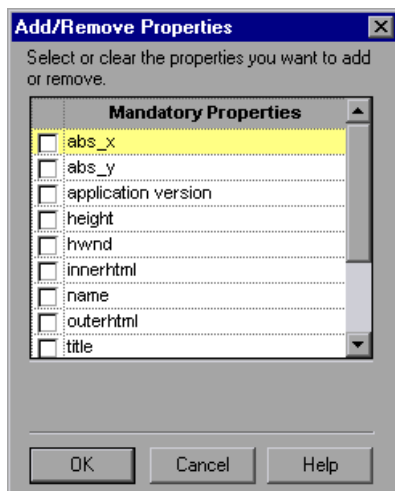 Add/Remove Properties
Select or clear the properties you want to add
or remove.
Mandatory Properties
abs_x
abs_y
application version
height
hwnd
innerhtml
name
outerhtml
title
OK Cancel Help